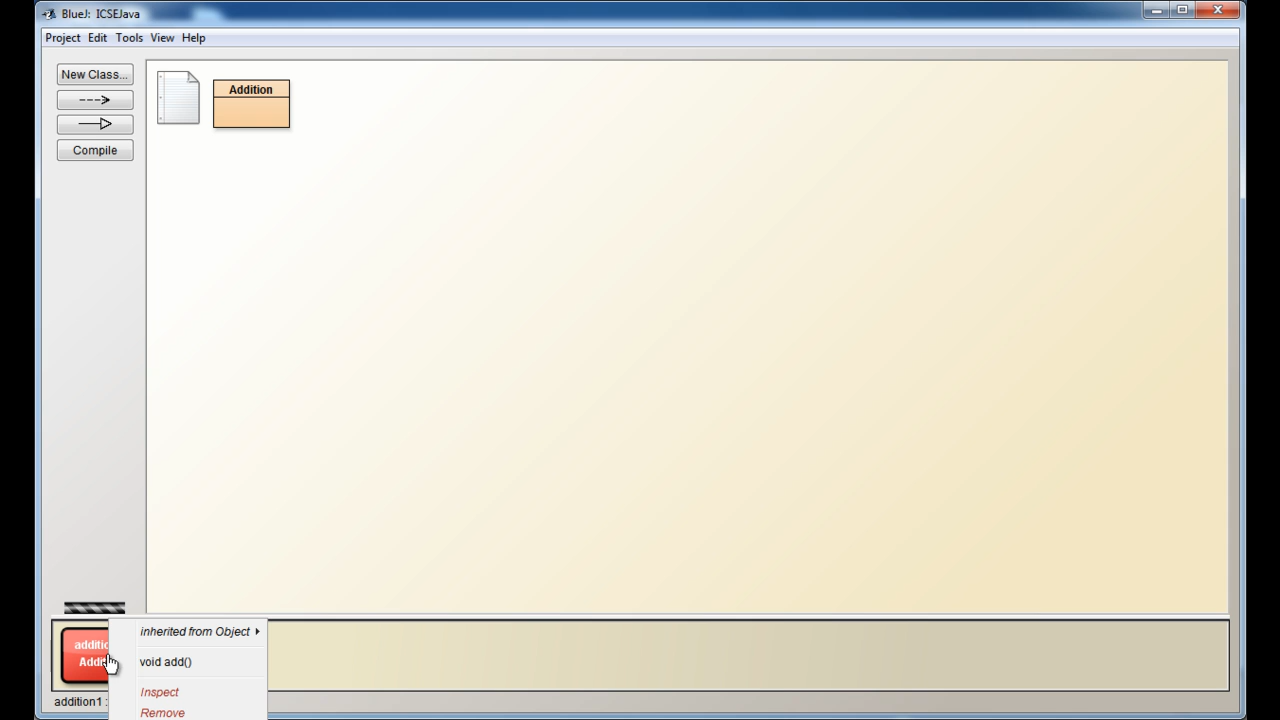 BlueJ: ICSEJava
Project Edit Tools View Help
New Class...
Compile
Addition
inherited from Object
void add()
Inspect
Remove
addition1 :